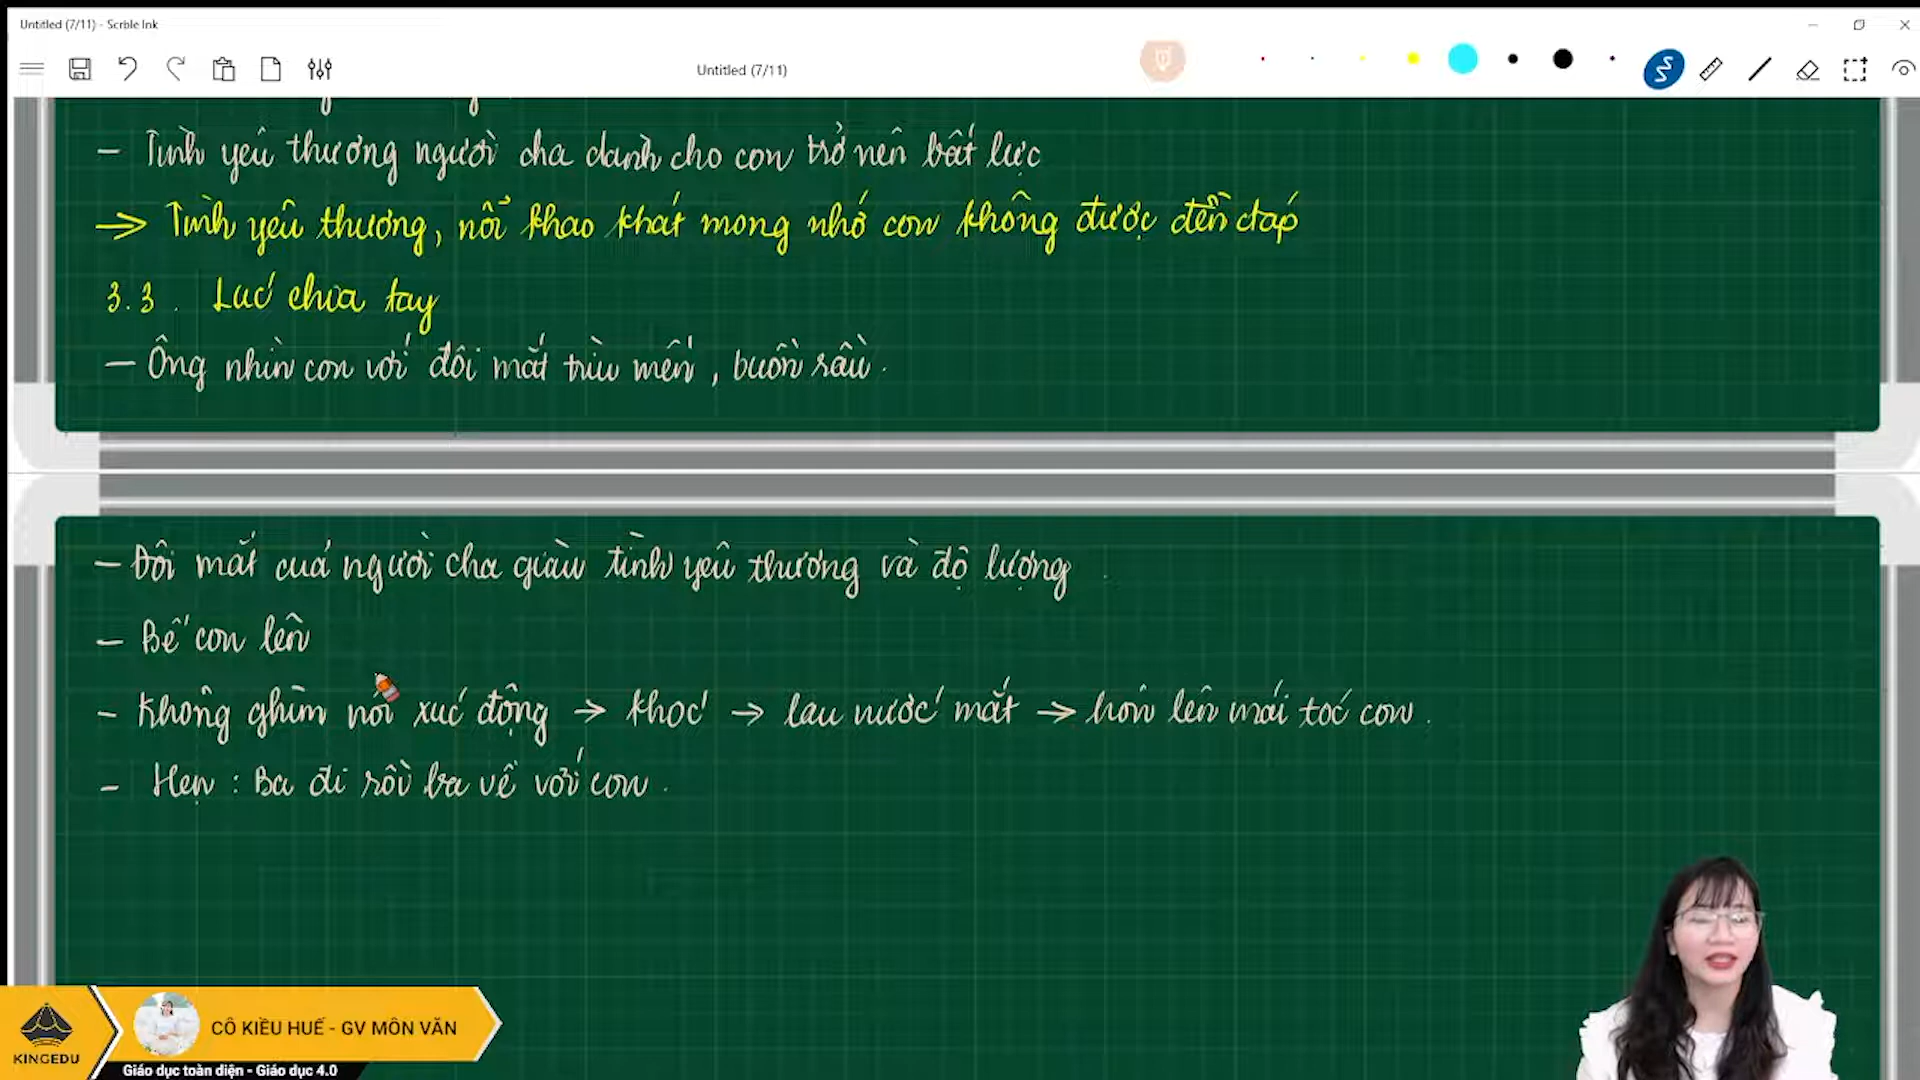 Untitled (7/11) - Scrble Ink
Untitled (7/11)
- Tình yêu thương người cha dành cho con trở nên bất lực
→ Tình yêu thương, nỗi khao khát mong nhớ con không được đền đáp
3.3. Lúc chia tay
- Ông nhìn con với đôi mắt trìu mến, buồn rầu.
- Đôi mắt của người cha giàu tình yêu thương và độ lượng.
- Bế con lên
- Không ghìm nổi xúc động → khóc → lau nước mắt → hôn lên mái tóc con.
- Hẹn : Ba đi rồi ba về với con.
CÔ KIỀU HUẾ - GV MÔN VĂN
KINGEDU
Giáo dục toàn diện - Giáo dục 4.0